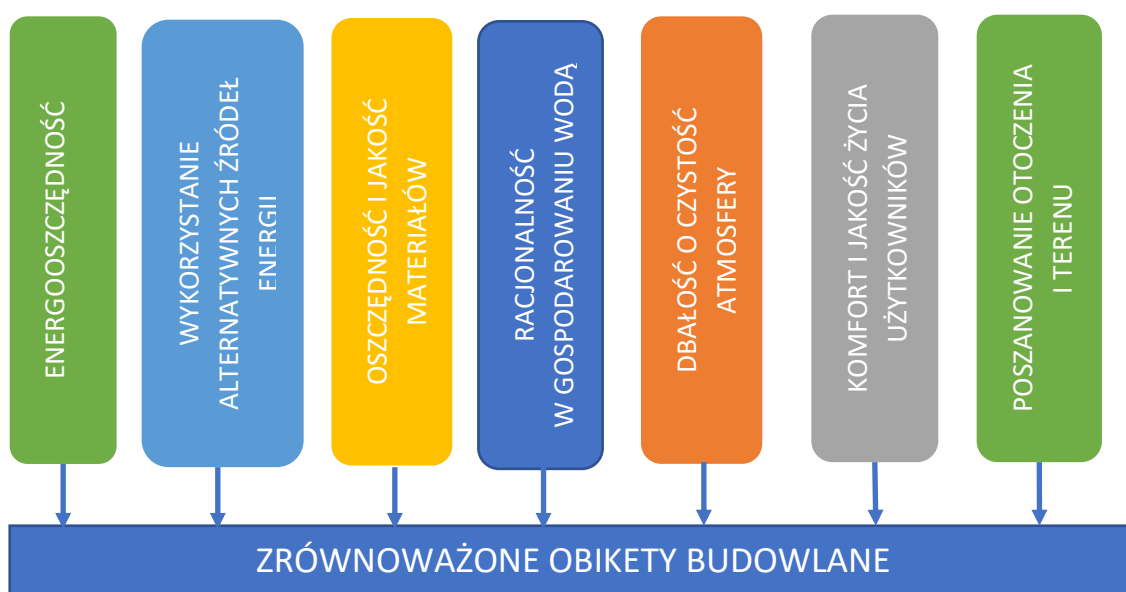 ENERGOOSZCZĘDNOŚĆ
WYKORZYSTANIE
ALTERNATYWNYCH ŹRÓDEŁ
ENERGII
OSZCZĘDNOŚĆ I JAKOŚĆ
MATERIAŁÓW
RACJONALNOŚĆ
W GOSPODAROWANIU WODĄ
DBAŁOŚĆ O CZYSTOŚĆ
ATMOSFERY
KOMFORT I JAKOŚĆ ŻYCIA
UŻYTKOWNIKÓW
POSZANOWANIE OTOCZENIA
I TERENU
ZRÓWNOWAŻONE OBIKETY BUDOWLANE